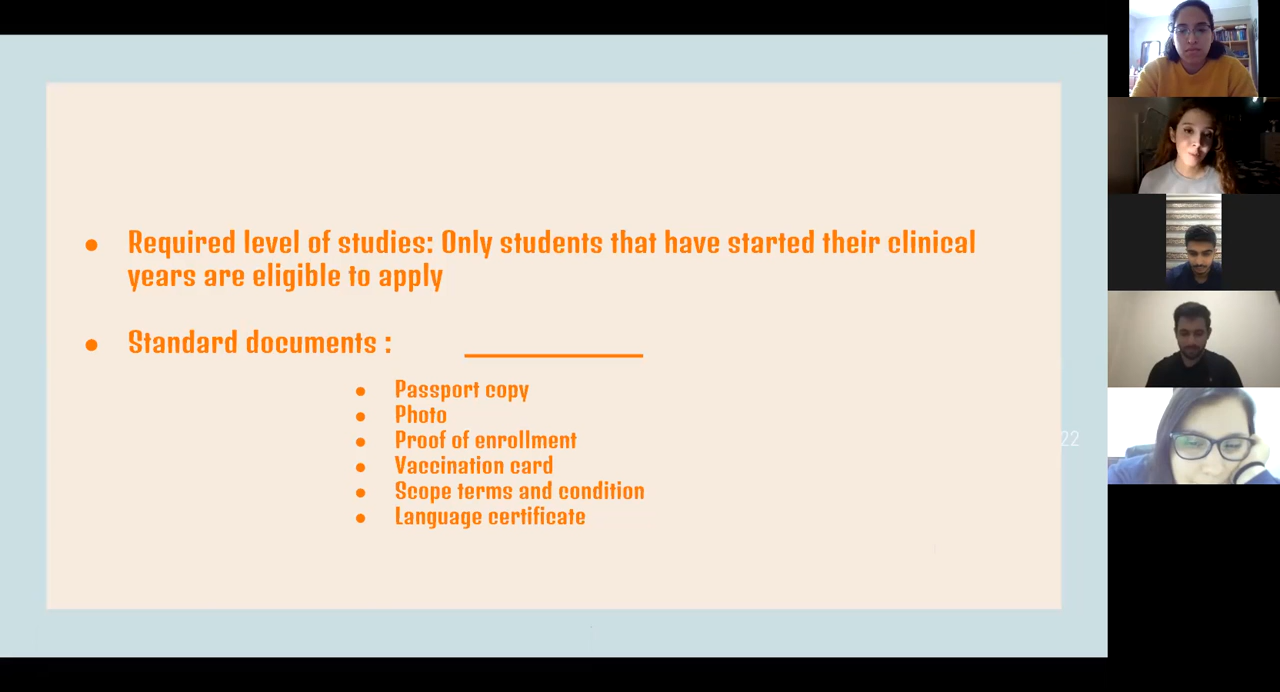 Required level of studies: Only students that have started their clinical
years are eligible to apply
Standard documents :
Passport copy
Photo
Proof of enrollment
Vaccination card
Scope terms and condition
Language certificate
22